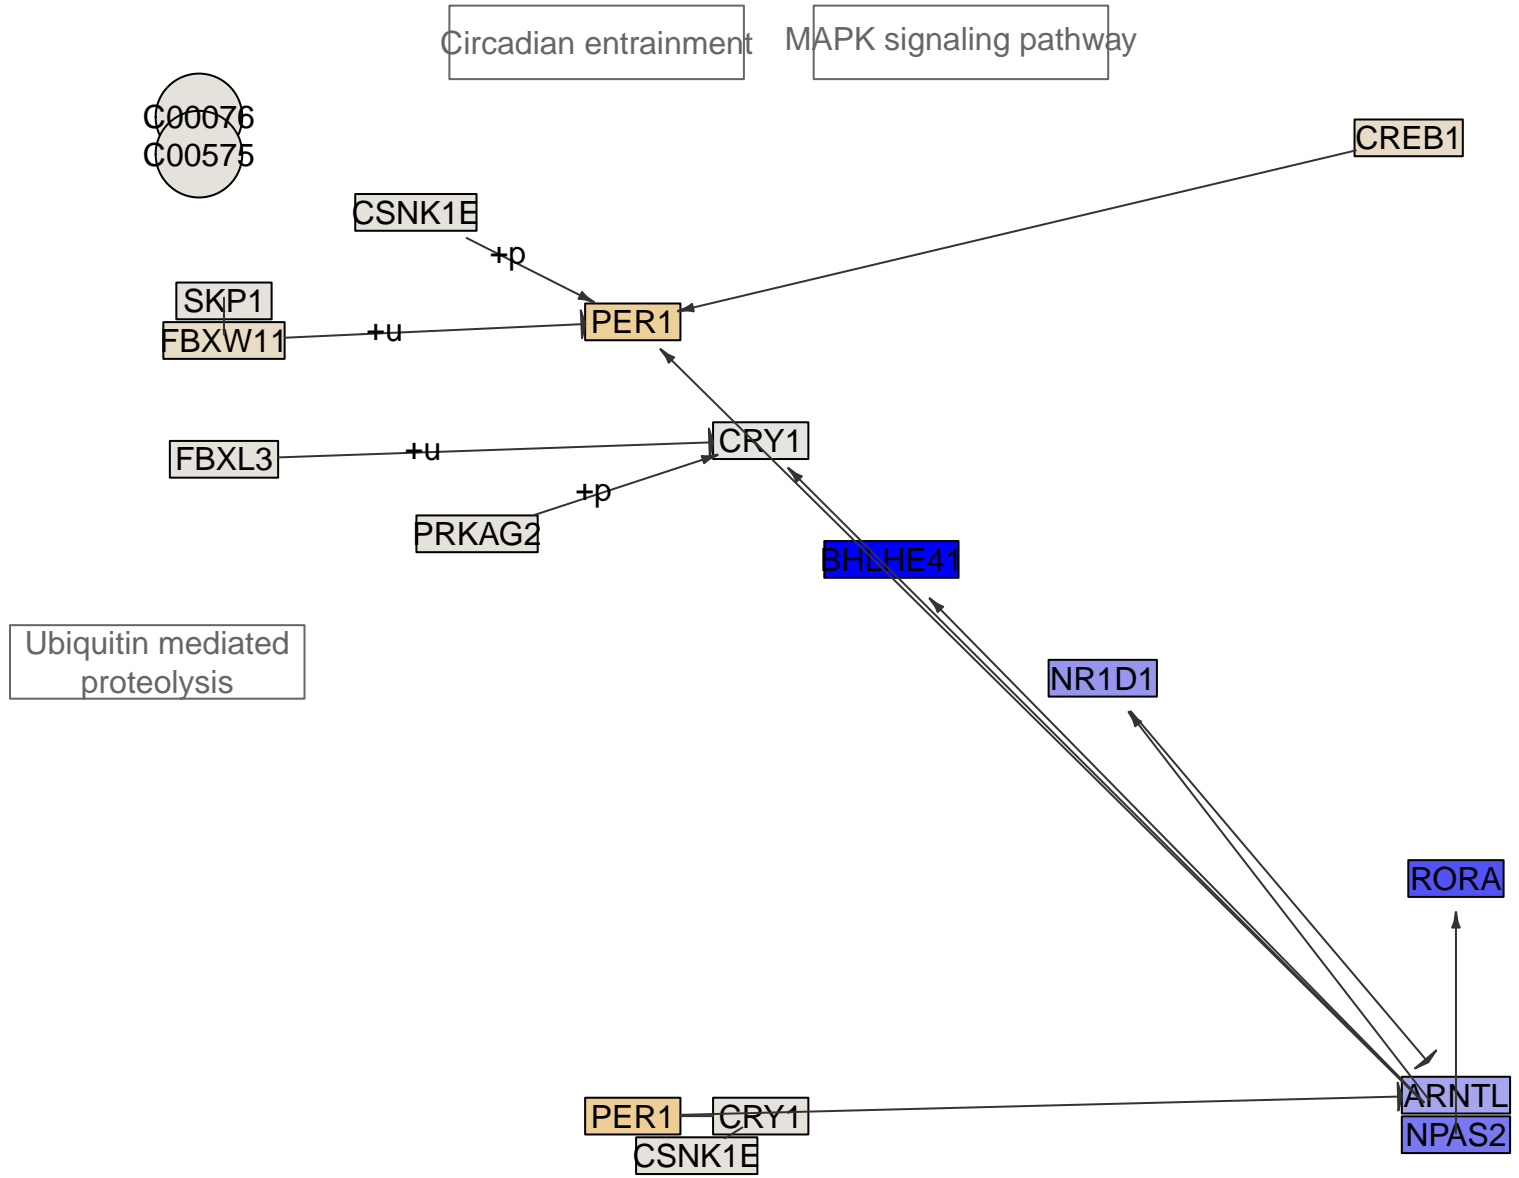 Circadian entrainment
MAPK signaling pathway
C00076
C00575
CREB1
CSNK1E
+p
SKP1
FBXW11
+u
PER1
FBXL3
+u
CRY1
+p
PRKAG2
BHLHE41
Ubiquitin mediated
proteolysis
NR1D1
RORA
ARNTL
NPAS2
PER1
CRY1
CSNK1E